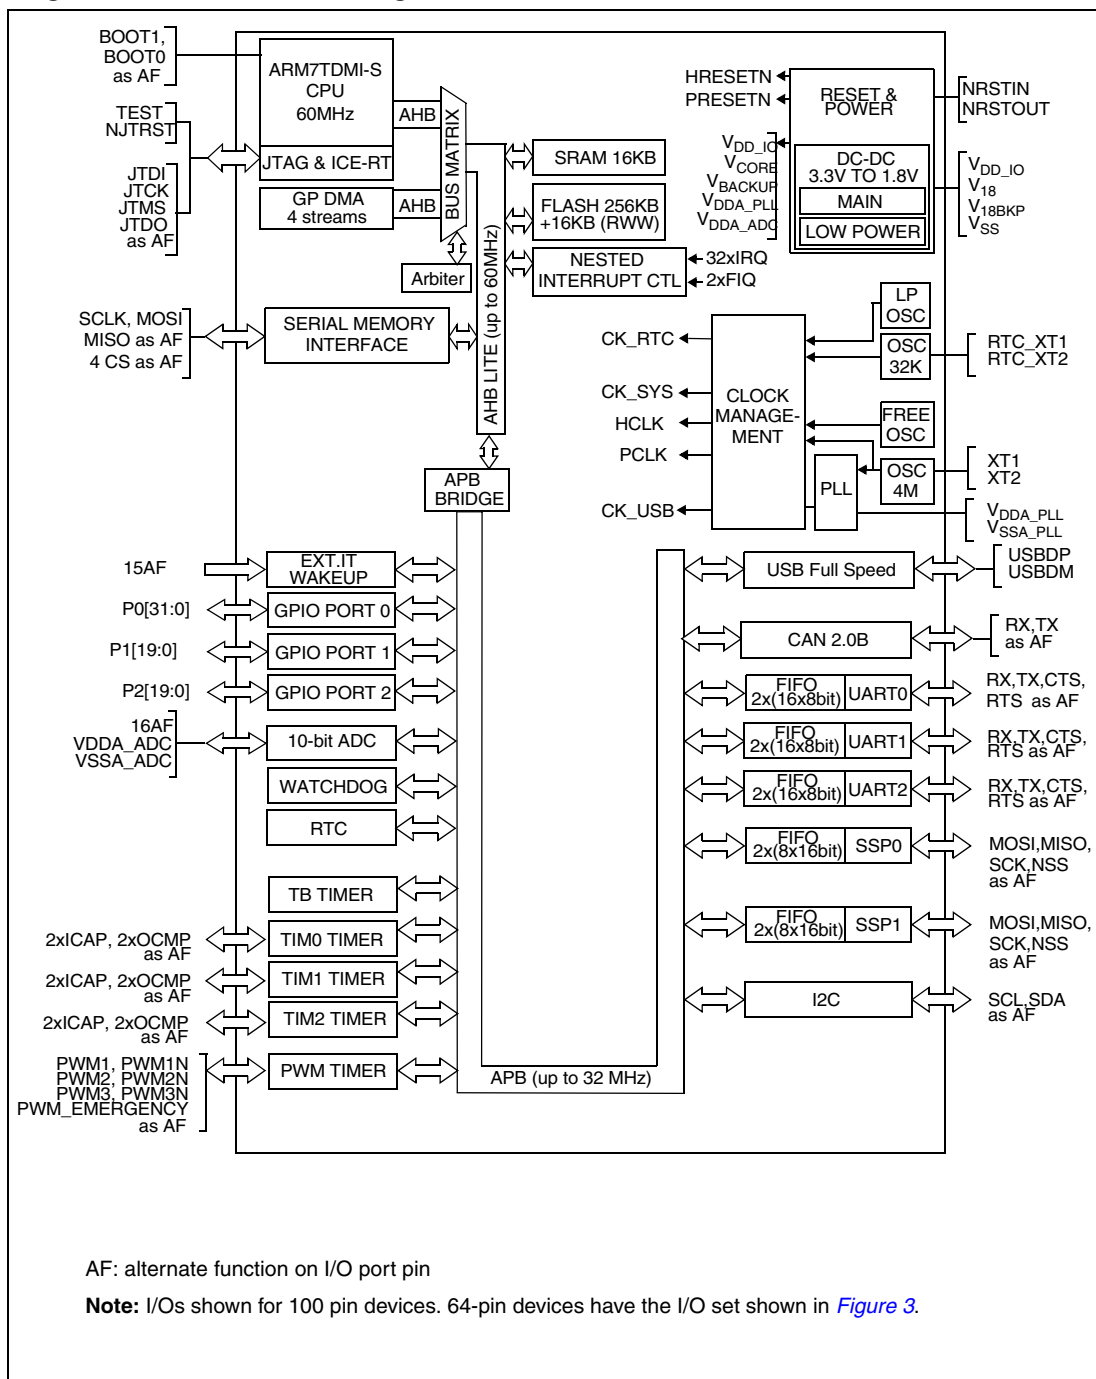 BOOT1,
BOOT0
as AF
TEST
NJTRST
JTDI
JTCK
JTMS
JTDO
as AF
ARM7TDMI-S
CPU
60MHz
JTAG & ICE-RT
GP DMA
4 streams
AHB
AHB
BUS MATRIX
Arbiter
SRAM 16KB
FLASH 256KB
+16KB (RWW)
NESTED
INTERRUPT CTL
32xIRQ
2xFIQ
HRESETN
PRESETN
VDD_IO
VCORE
VBACKUP
VDDA_PLL
VDDA_ADC
RESET &
POWER
DC-DC
3.3V TO 1.8V
MAIN
LOW POWER
NRSTIN
NRSTOUT
VDD_IO
V18
V18BKP
VSS
SCLK, MOSI
MISO as AF
4 CS as AF
SERIAL MEMORY
INTERFACE
AHB LITE (up to 60MHz)
APB
BRIDGE
CK_RTC
CK_SYS
HCLK
PCLK
CK_USB
CLOCK
MANAGE-
MENT
LP
OSC
OSC
32K
FREE
OSC
PLL
OSC
4M
RTC_XT1
RTC_XT2
XT1
XT2
VDDA_PLL
VSSA_PLL
15AF
EXT.IT
WAKEUP
P0[31:0]
GPIO PORT 0
P1[19:0]
GPIO PORT 1
P2[19:0]
GPIO PORT 2
16AF
VDDA_ADC
VSSA_ADC
10-bit ADC
WATCHDOG
RTC
TB TIMER
2xICAP, 2xOCMP
as AF
TIM0 TIMER
2xICAP, 2xOCMP
as AF
TIM1 TIMER
2xICAP, 2xOCMP
as AF
TIM2 TIMER
PWM1, PWM1N
PWM2, PWM2N
PWM3, PWM3N
PWM_EMERGENCY
as AF
PWM TIMER
APB (up to 32 MHz)
USB Full Speed
USBDP
USBDM
CAN 2.0B
RX,TX
as AF
FIFO
2x(16x8bit)
UART0
RX,TX,CTS,
RTS as AF
FIFO
2x(16x8bit)
UART1
RX,TX,CTS,
RTS as AF
FIFO
2x(16x8bit)
UART2
RX,TX,CTS,
RTS as AF
FIFO
2x(8x16bit)
SSP0
MOSI,MISO,
SCK,NSS
as AF
FIFO
2x(8x16bit)
SSP1
MOSI,MISO,
SCK,NSS
as AF
I2C
SCL,SDA
as AF
AF: alternate function on I/O port pin
Note: I/Os shown for 100 pin devices. 64-pin devices have the I/O set shown in Figure 3.